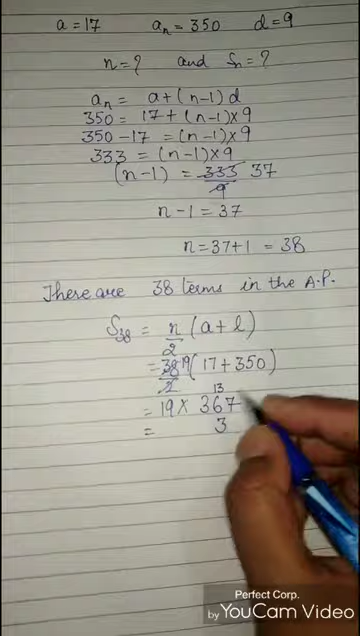 a = 17 aₙ = 350 d = 9
n = ? and Sₙ = ?
aₙ = a + (n-1) d
350 = 17 + (n-1) × 9
350 - 17 = (n-1) × 9
333 = (n-1) × 9
(n-1) = 333/9 37
n - 1 = 37
n = 37 + 1 = 38
There are 38 terms in the A.P.
S₃₈ = n/2 (a + l)
= 38/2 19 (17 + 350)
13
= 19 × 367
= 3
Perfect Corp.
by YouCam Video